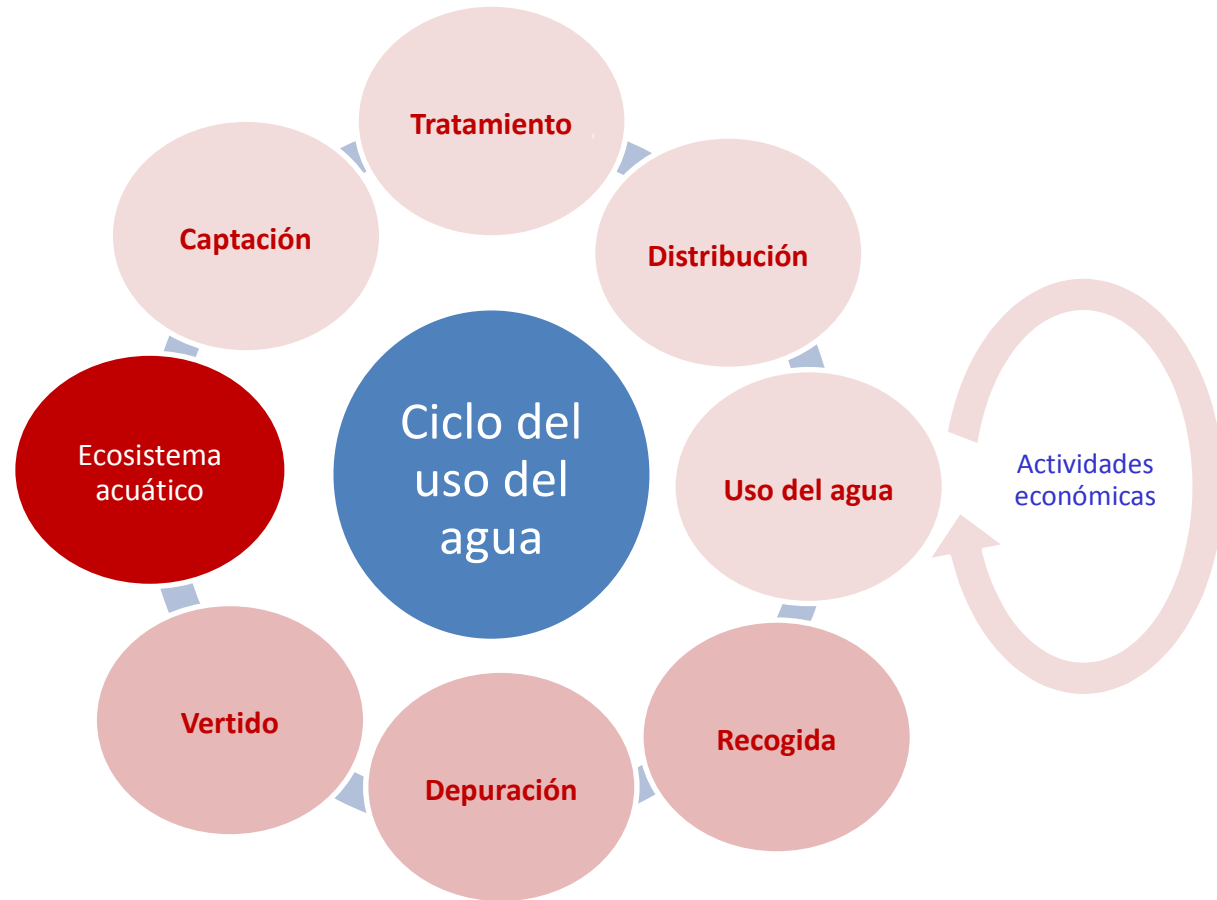 Tratamiento
Captación
Distribución
Ciclo del
uso del
agua
Ecosistema
acuático
Uso del agua
Actividades
económicas
Vertido
Recogida
Depuración